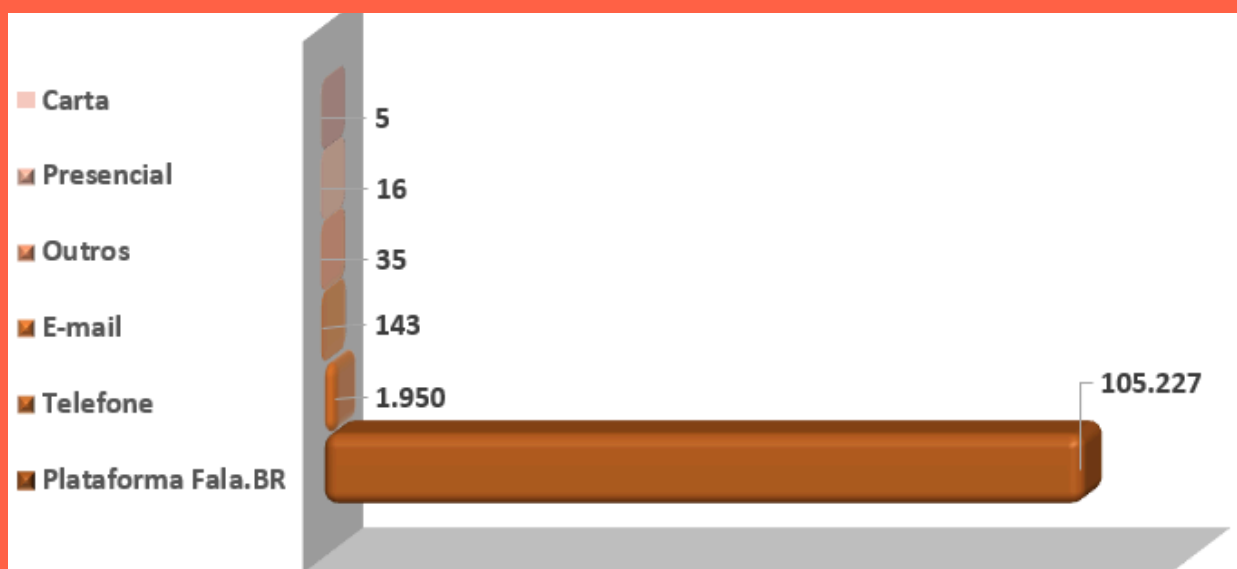 Carta
5
Presencial
16
Outros
35
E-mail
143
Telefone
1.950
Plataforma Fala.BR
105.227